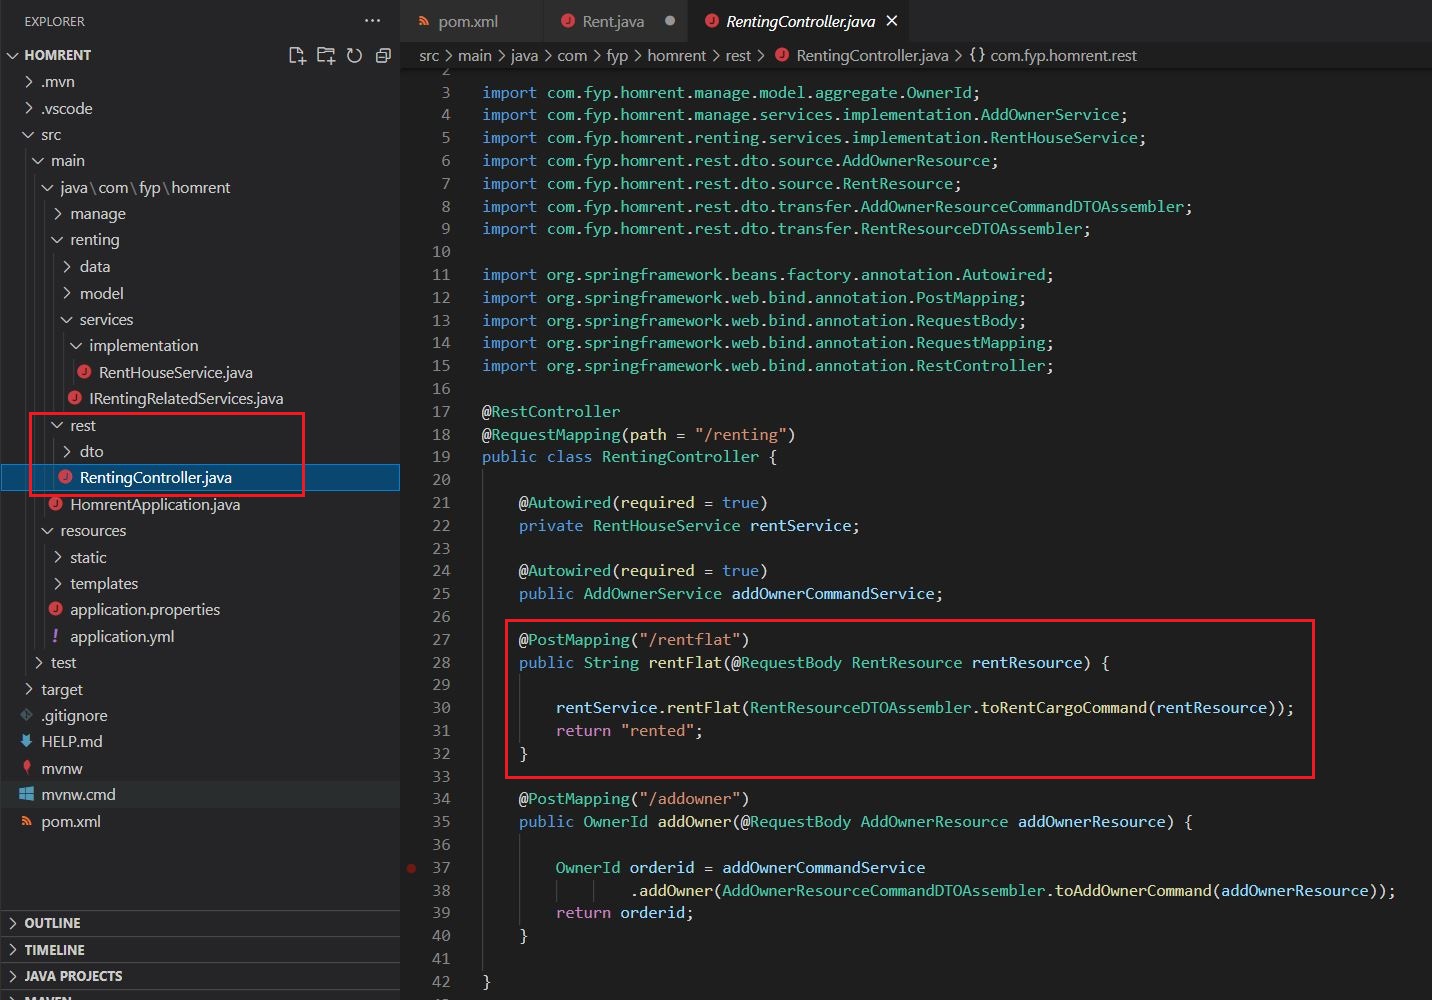 EXPLORER
HOMRENT
.mvn
.vscode
src
main
java\com\fyp\homrent
manage
renting
data
model
services
implementation
RentHouseService.java
IRentingRelatedServices.java
rest
dto
RentingController.java
HomrentApplication.java
resources
static
templates
application.properties
! application.yml
test
target
.gitignore
HELP.md
mvnw
mvnw.cmd
pom.xml
OUTLINE
TIMELINE
JAVA PROJECTS
MAVEN
pom.xml Rent.java RentingController.java
src > main > java > com > fyp > homrent > rest > RentingController.java > {} com.fyp.homrent.rest
2
3 import com.fyp.homrent.manage.model.aggregate.OwnerId;
4 import com.fyp.homrent.manage.services.implementation.AddOwnerService;
5 import com.fyp.homrent.renting.services.implementation.RentHouseService;
6 import com.fyp.homrent.rest.dto.source.AddOwnerResource;
7 import com.fyp.homrent.rest.dto.source.RentResource;
8 import com.fyp.homrent.rest.dto.transfer.AddOwnerResourceCommandDTOAssembler;
9 import com.fyp.homrent.rest.dto.transfer.RentResourceDTOAssembler;
10
11 import org.springframework.beans.factory.annotation.Autowired;
12 import org.springframework.web.bind.annotation.PostMapping;
13 import org.springframework.web.bind.annotation.RequestBody;
14 import org.springframework.web.bind.annotation.RequestMapping;
15 import org.springframework.web.bind.annotation.RestController;
16
17 @RestController
18 @RequestMapping(path = "/renting")
19 public class RentingController {
20
21 @Autowired(required = true)
22 private RentHouseService rentService;
23
24 @Autowired(required = true)
25 public AddOwnerService addOwnerCommandService;
26
27 @PostMapping("/rentflat")
28 public String rentFlat(@RequestBody RentResource rentResource) {
29
30 rentService.rentFlat(RentResourceDTOAssembler.toRentCargoCommand(rentResource));
31 return "rented";
32 }
33
34 @PostMapping("/addowner")
35 public OwnerId addOwner(@RequestBody AddOwnerResource addOwnerResource) {
36
37 OwnerId orderid = addOwnerCommandService
38 .addOwner(AddOwnerResourceCommandDTOAssembler.toAddOwnerCommand(addOwnerResource));
39 return orderid;
40 }
41
42 }